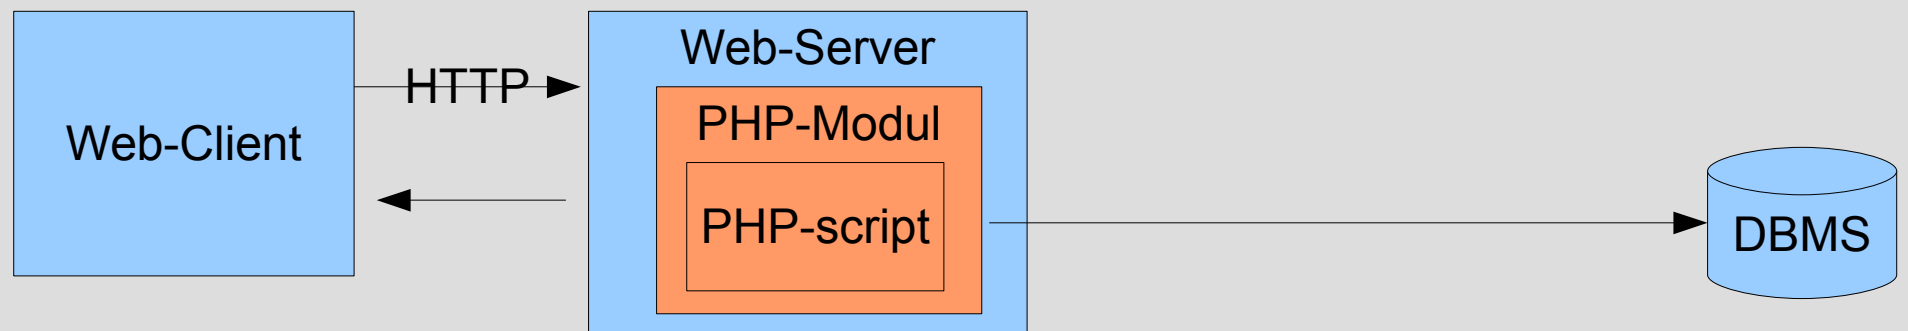 Web-Client
HTTP
Web-Server
PHP-Modul
PHP-script
DBMS